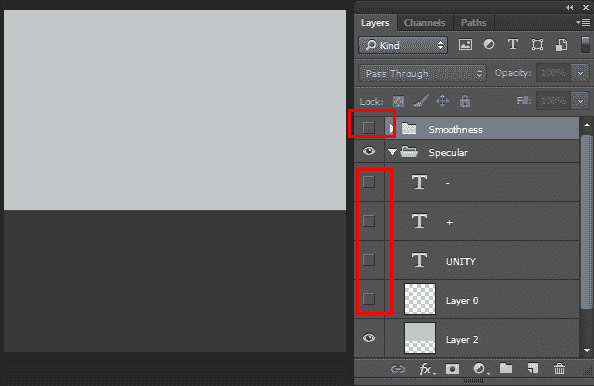 Layers Channels Paths
Kind T
Pass Through Opacity: 100%
Lock: Fill: 100%
Smoothness
Specular
T -
T +
T UNITY
Layer 0
Layer 2
fx